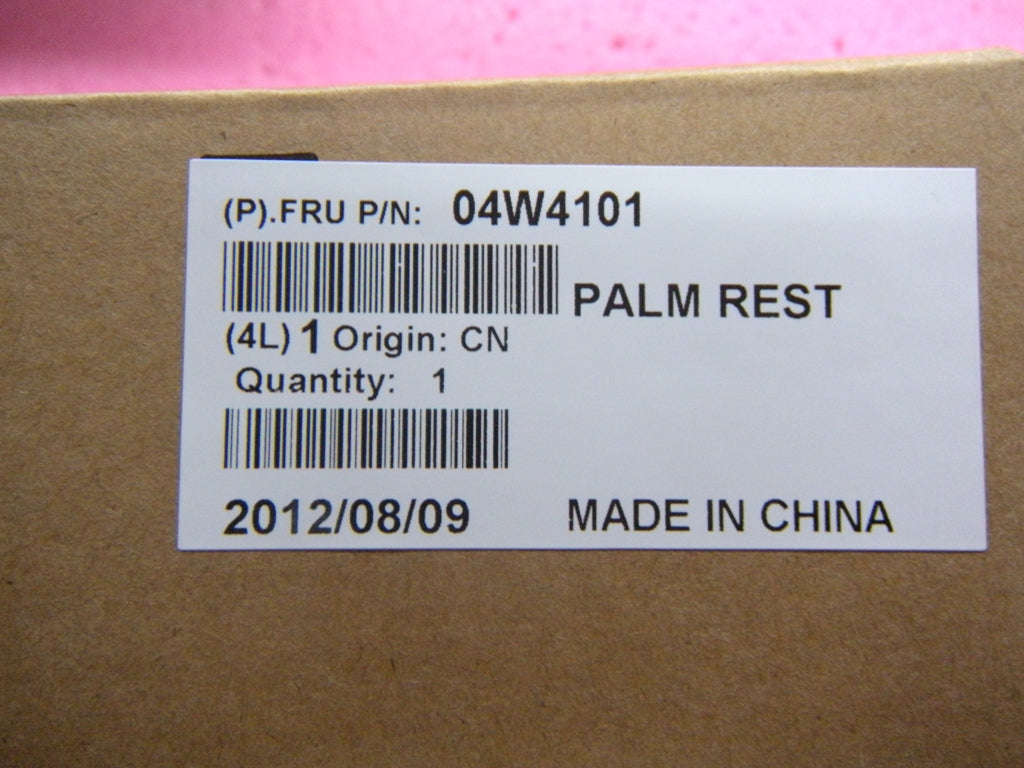 (P).FRU P/N: 04W4101
PALM REST
(4L) 1 Origin: CN
Quantity: 1
2012/08/09 MADE IN CHINA